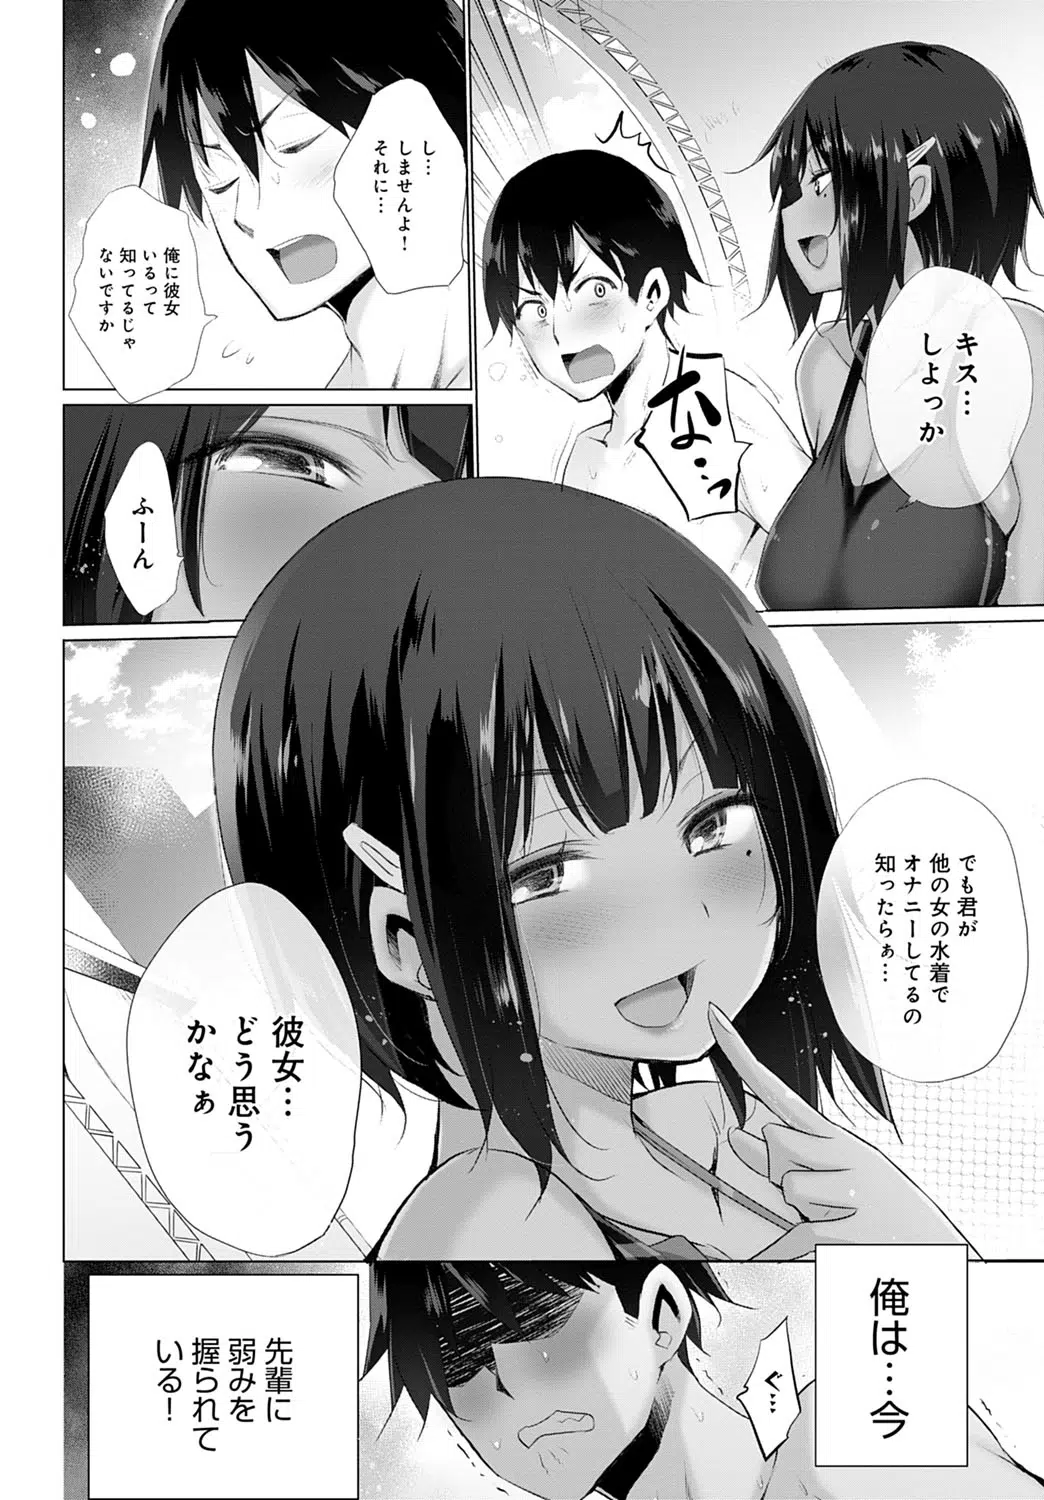 キス…
しよっか
な…っ
し…
しませんよ！
それに…
俺に彼女
いるって
知ってるじゃ
ないですか
ふーん
でも君が
他の女の水着で
オナニーしてるの
知ったらぁ…
彼女…
どう思う
かなぁ
俺は…今
ぐ…
先輩に
弱みを
握られて
いる！